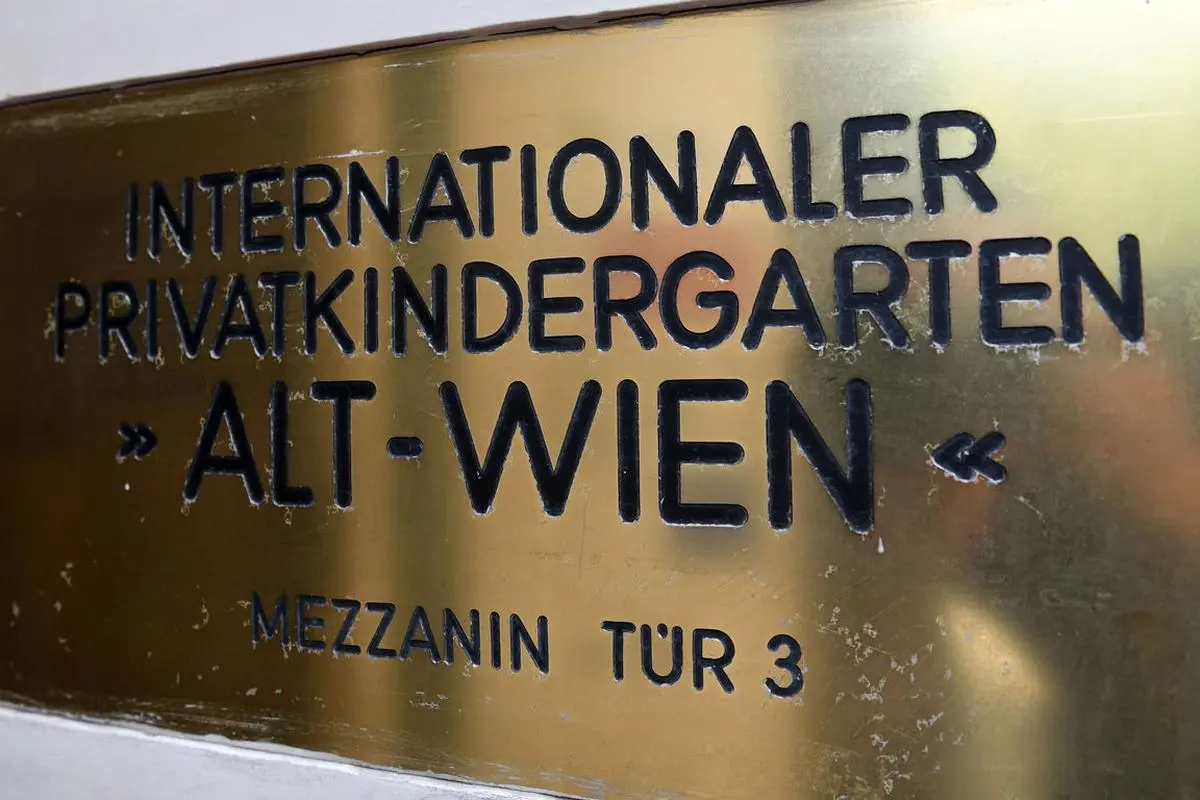 INTERNATIONALER
PRIVATKINDERGARTEN
» ALT-WIEN «
MEZZANIN TÜR 3